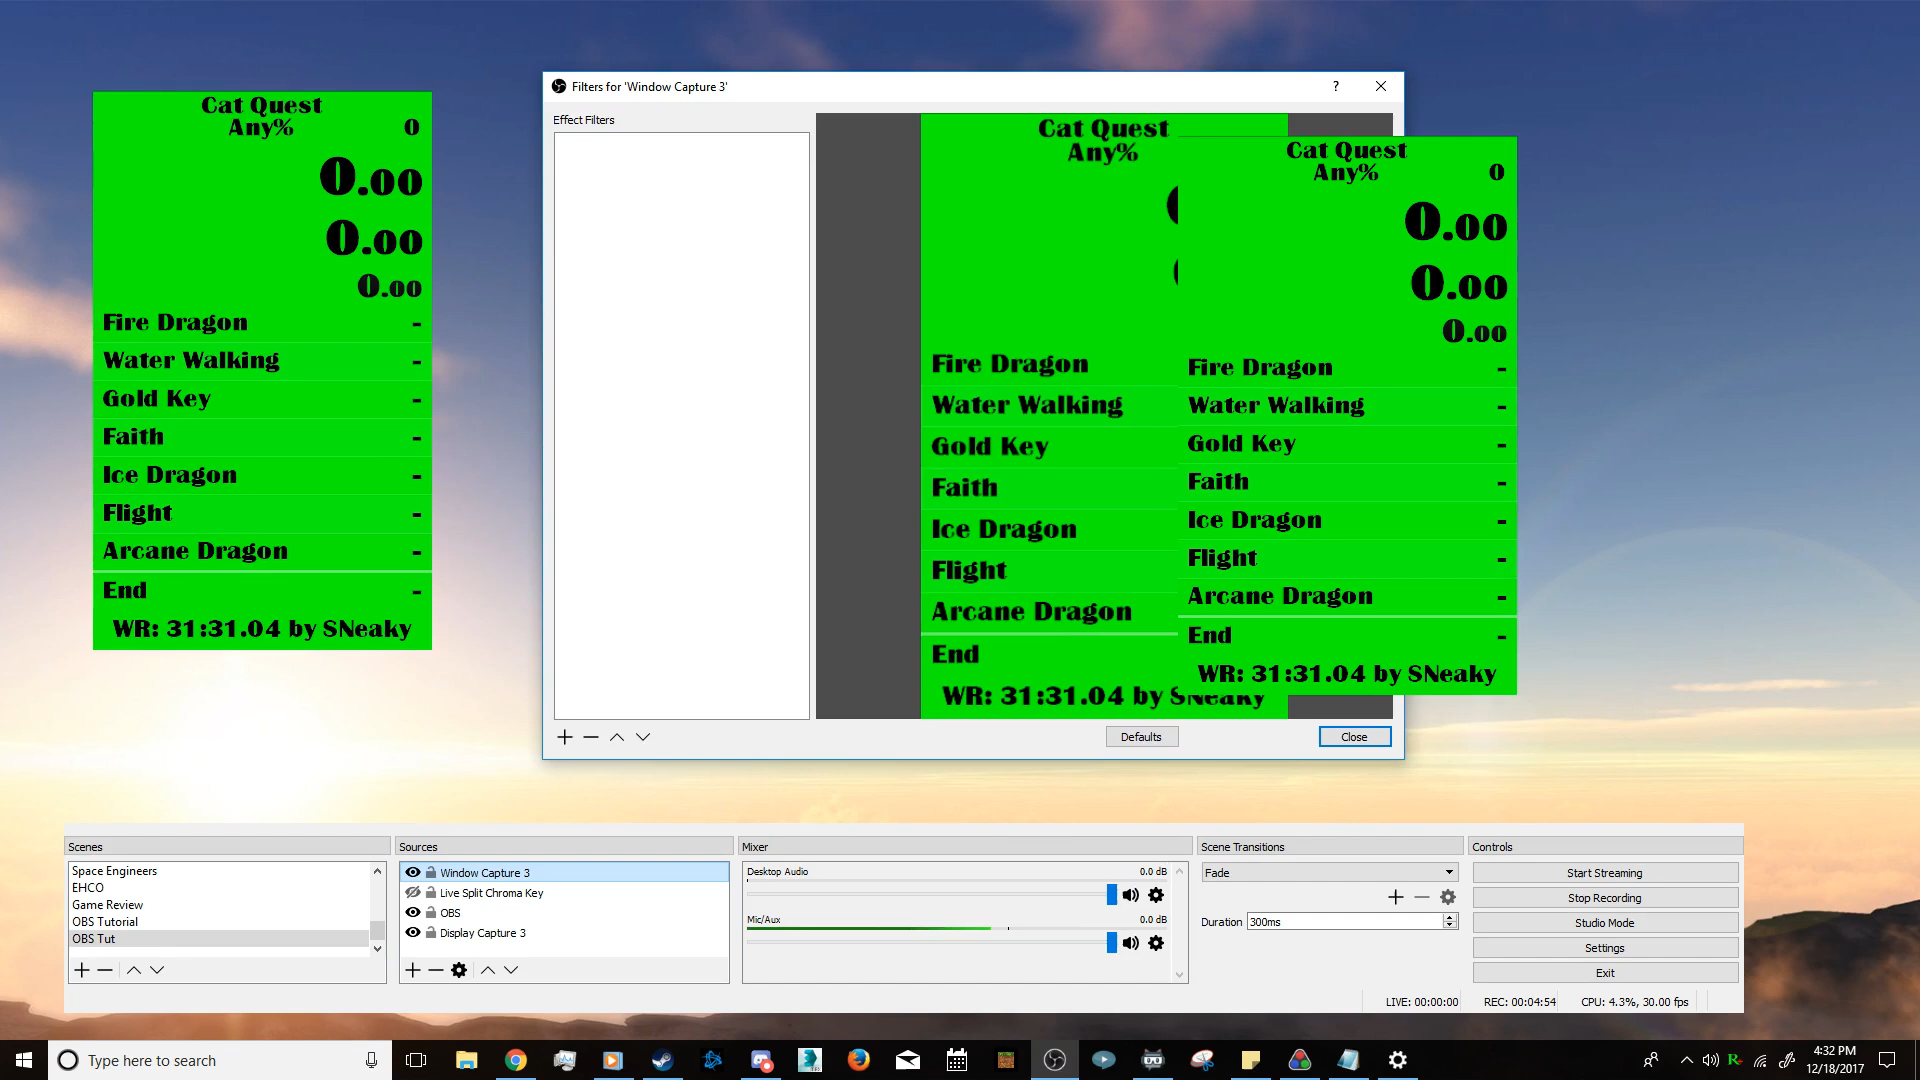 Cat Quest
Any%
0
0.00
0.00
0.00
Fire Dragon -
Water Walking -
Gold Key -
Faith -
Ice Dragon -
Flight -
Arcane Dragon -
End -
WR: 31:31.04 by SNeaky
Filters for 'Window Capture 3'
?
Effect Filters
Cat Quest
Any%
Fire Dragon
Water Walking
Gold Key
Faith
Ice Dragon
Flight
Arcane Dragon
End
WR: 31:31.04 by SNeaky
Cat Quest
Any%
0
0.00
0.00
0.00
Fire Dragon -
Water Walking -
Gold Key -
Faith -
Ice Dragon -
Flight -
Arcane Dragon -
End -
WR: 31:31.04 by SNeaky
Defaults
Close
Scenes
Space Engineers
EHCO
Game Review
OBS Tutorial
OBS Tut
Sources
Window Capture 3
Live Split Chroma Key
OBS
Display Capture 3
Mixer
Desktop Audio 0.0 dB
Mic/Aux 0.0 dB
Scene Transitions
Fade
Duration 300ms
Controls
Start Streaming
Stop Recording
Studio Mode
Settings
Exit
LIVE: 00:00:00 REC: 00:04:54 CPU: 4.3%, 30.00 fps
Type here to search
4:32 PM
12/18/2017